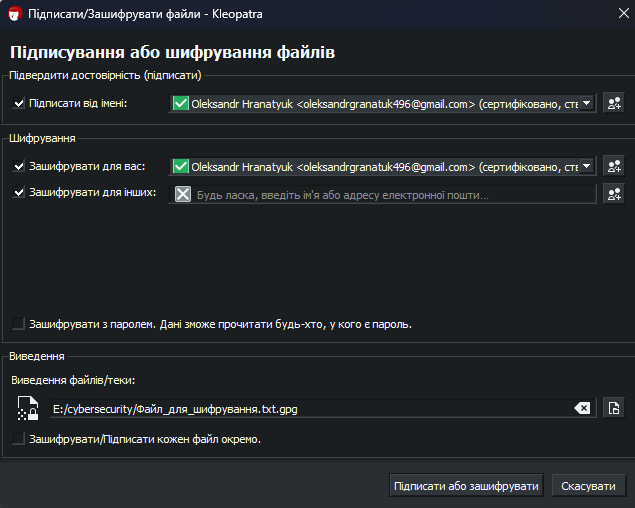 Підписати/Зашифрувати файли - Kleopatra
Підписування або шифрування файлів
Підвердити достовірність (підписати)
Підписати від імені: Oleksandr Hranatyuk <oleksandrgranatuk496@gmail.com> (сертифіковано, ств
Шифрування
Зашифрувати для вас: Oleksandr Hranatyuk <oleksandrgranatuk496@gmail.com> (сертифіковано, ств
Зашифрувати для інших: Будь ласка, введіть ім'я або адресу електронної пошти...
Зашифрувати з паролем. Дані зможе прочитати будь-хто, у кого є пароль.
Виведення
Виведення файлів/теки:
E:/cybersecurity/Файл_для_шифрування.txt.gpg
Зашифрувати/Підписати кожен файл окремо.
Підписати або зашифрувати Скасувати